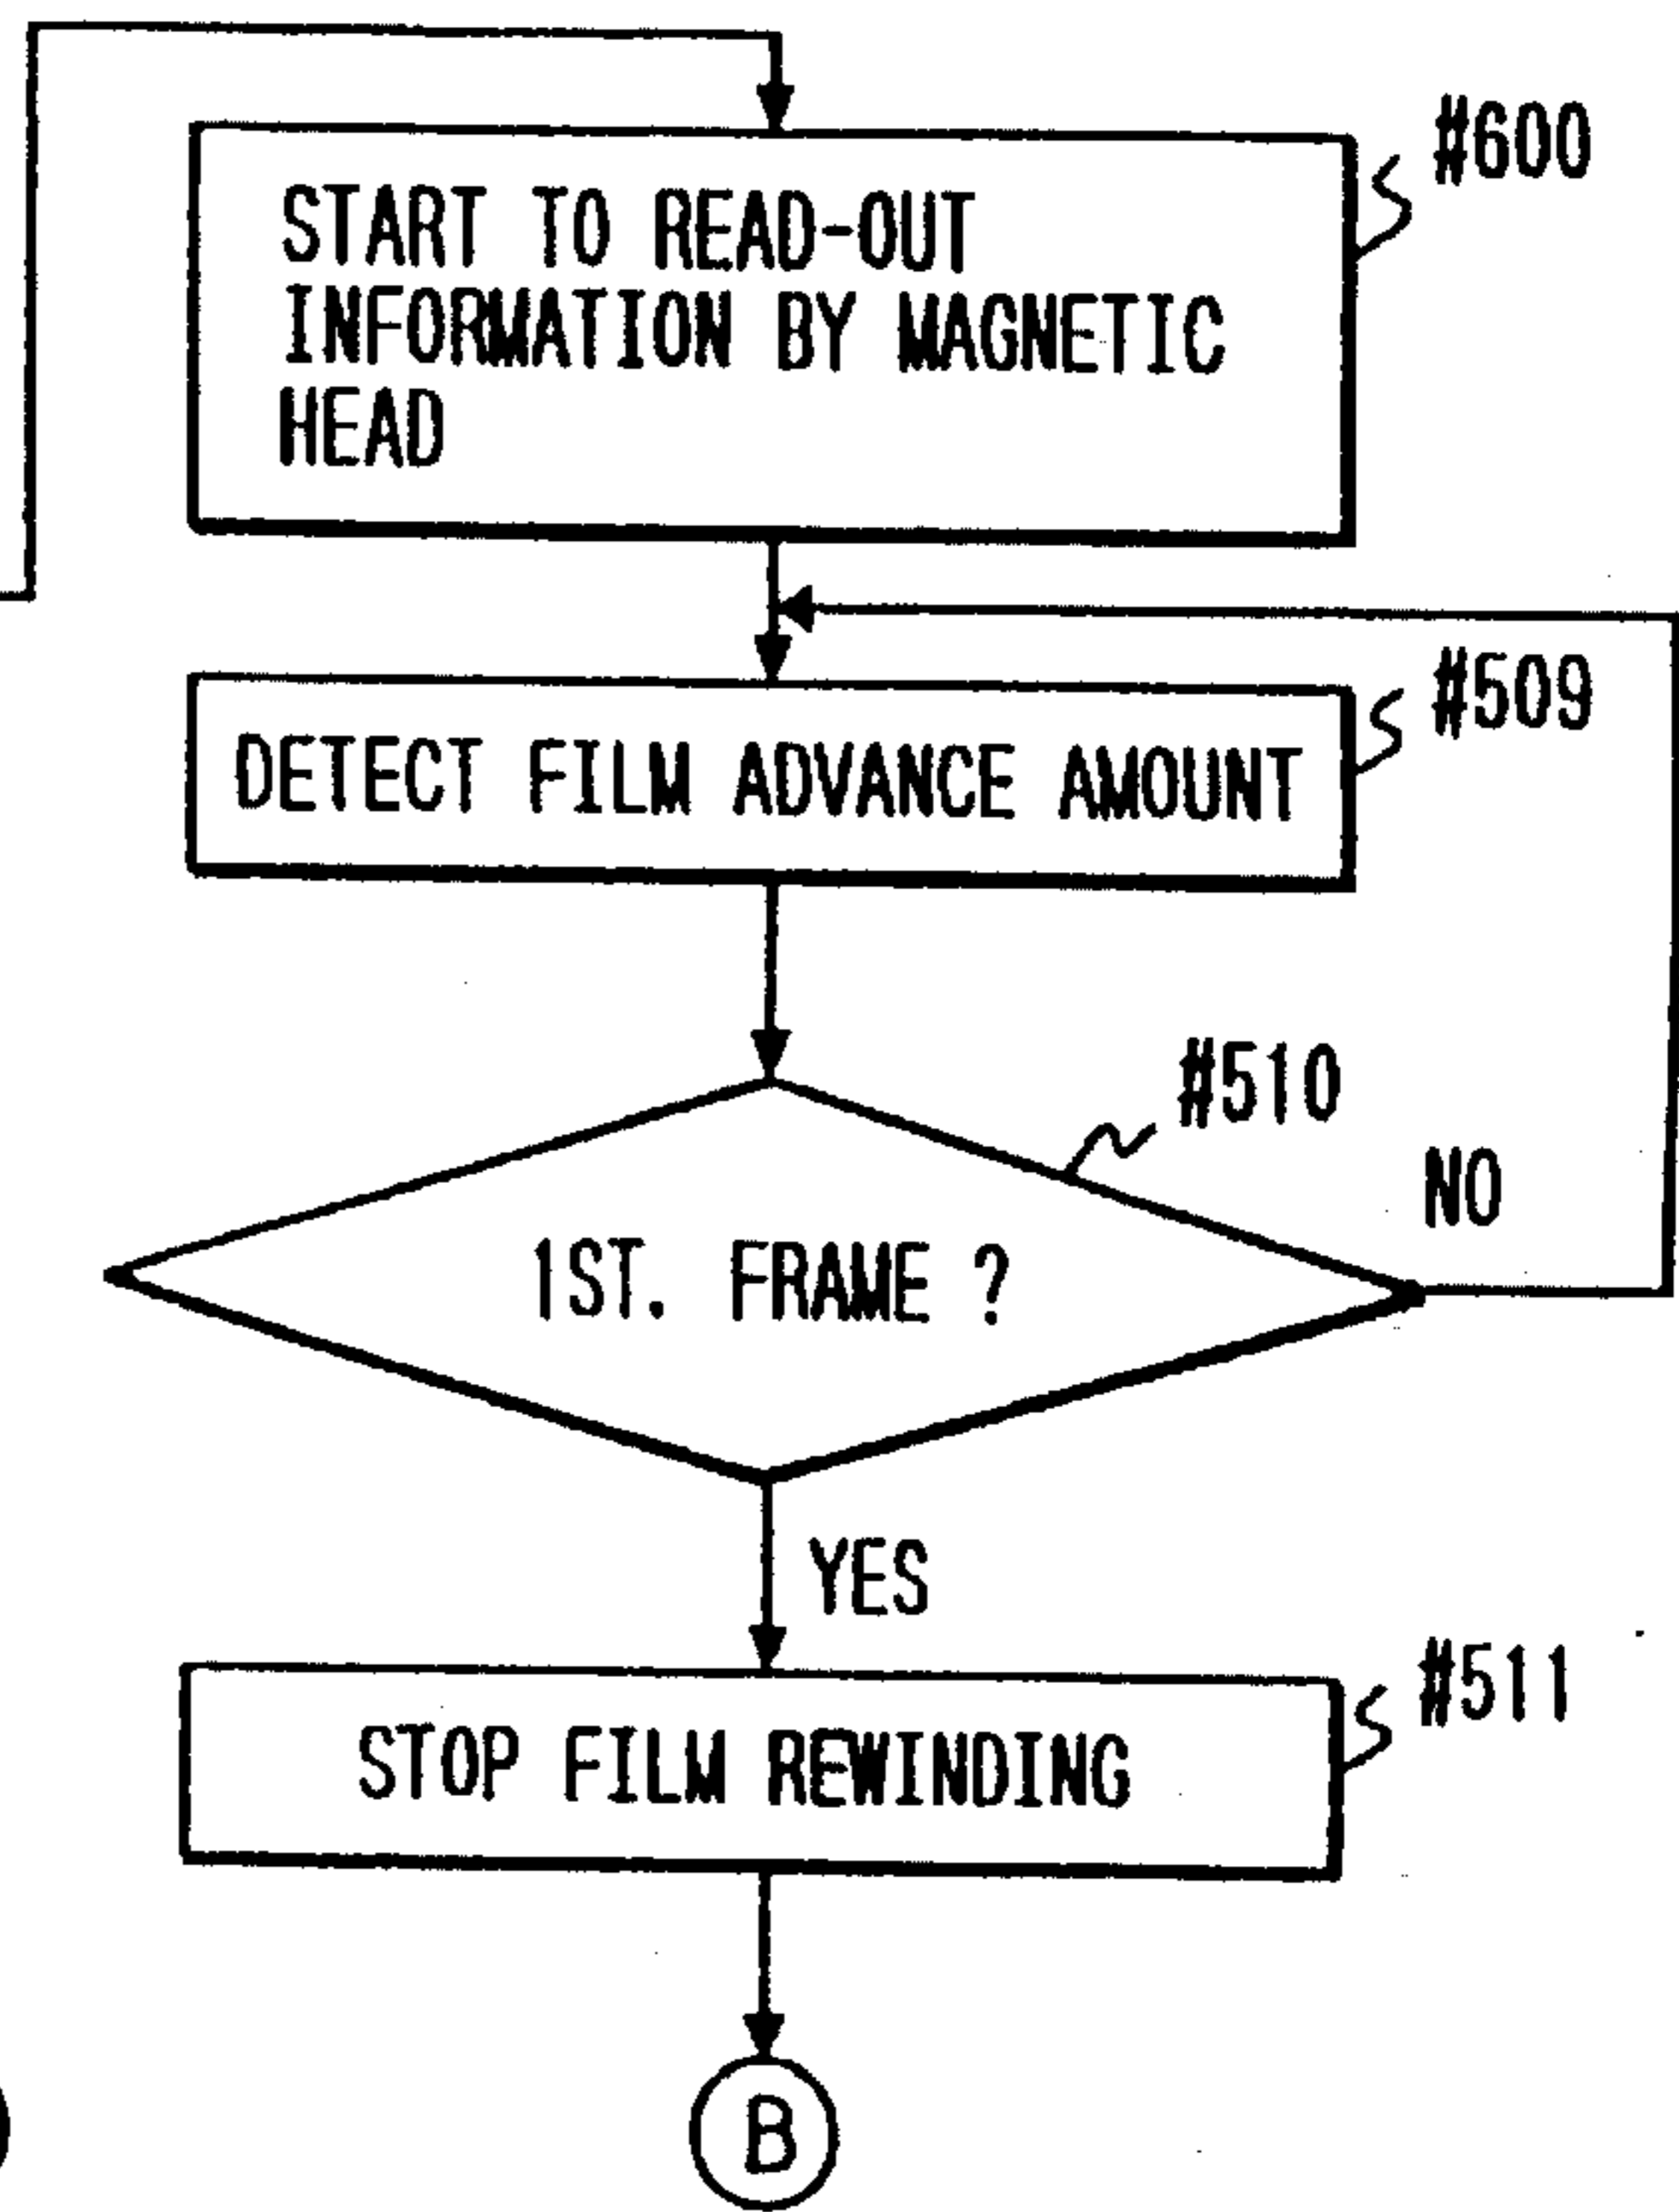 #600
START TO READ-OUT
INFORMATION BY MAGNETIC
HEAD
#509
DETECT FILM ADVANCE AMOUNT
#510
NO
1ST. FRAME ?
YES
#511
STOP FILM REWINDING
B